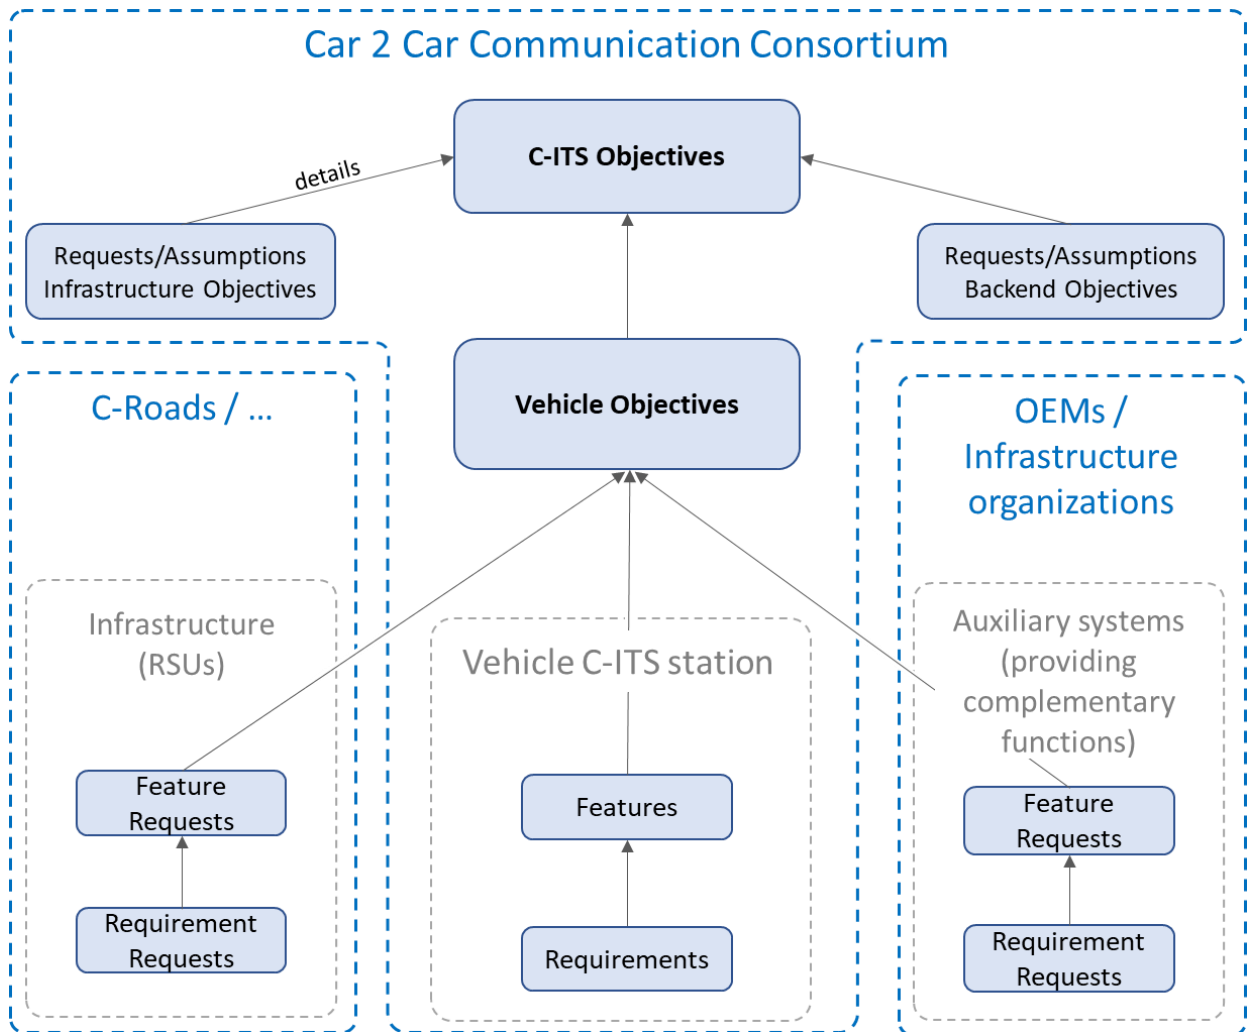 Car 2 Car Communication Consortium
C-ITS Objectives
details
Requests/Assumptions
Infrastructure Objectives
Requests/Assumptions
Backend Objectives
Vehicle Objectives
C-Roads / ...
OEMs /
Infrastructure
organizations
Infrastructure
(RSUs)
Vehicle C-ITS station
Auxiliary systems
(providing
complementary
functions)
Feature
Requests
Features
Feature
Requests
Requirement
Requests
Requirements
Requirement
Requests